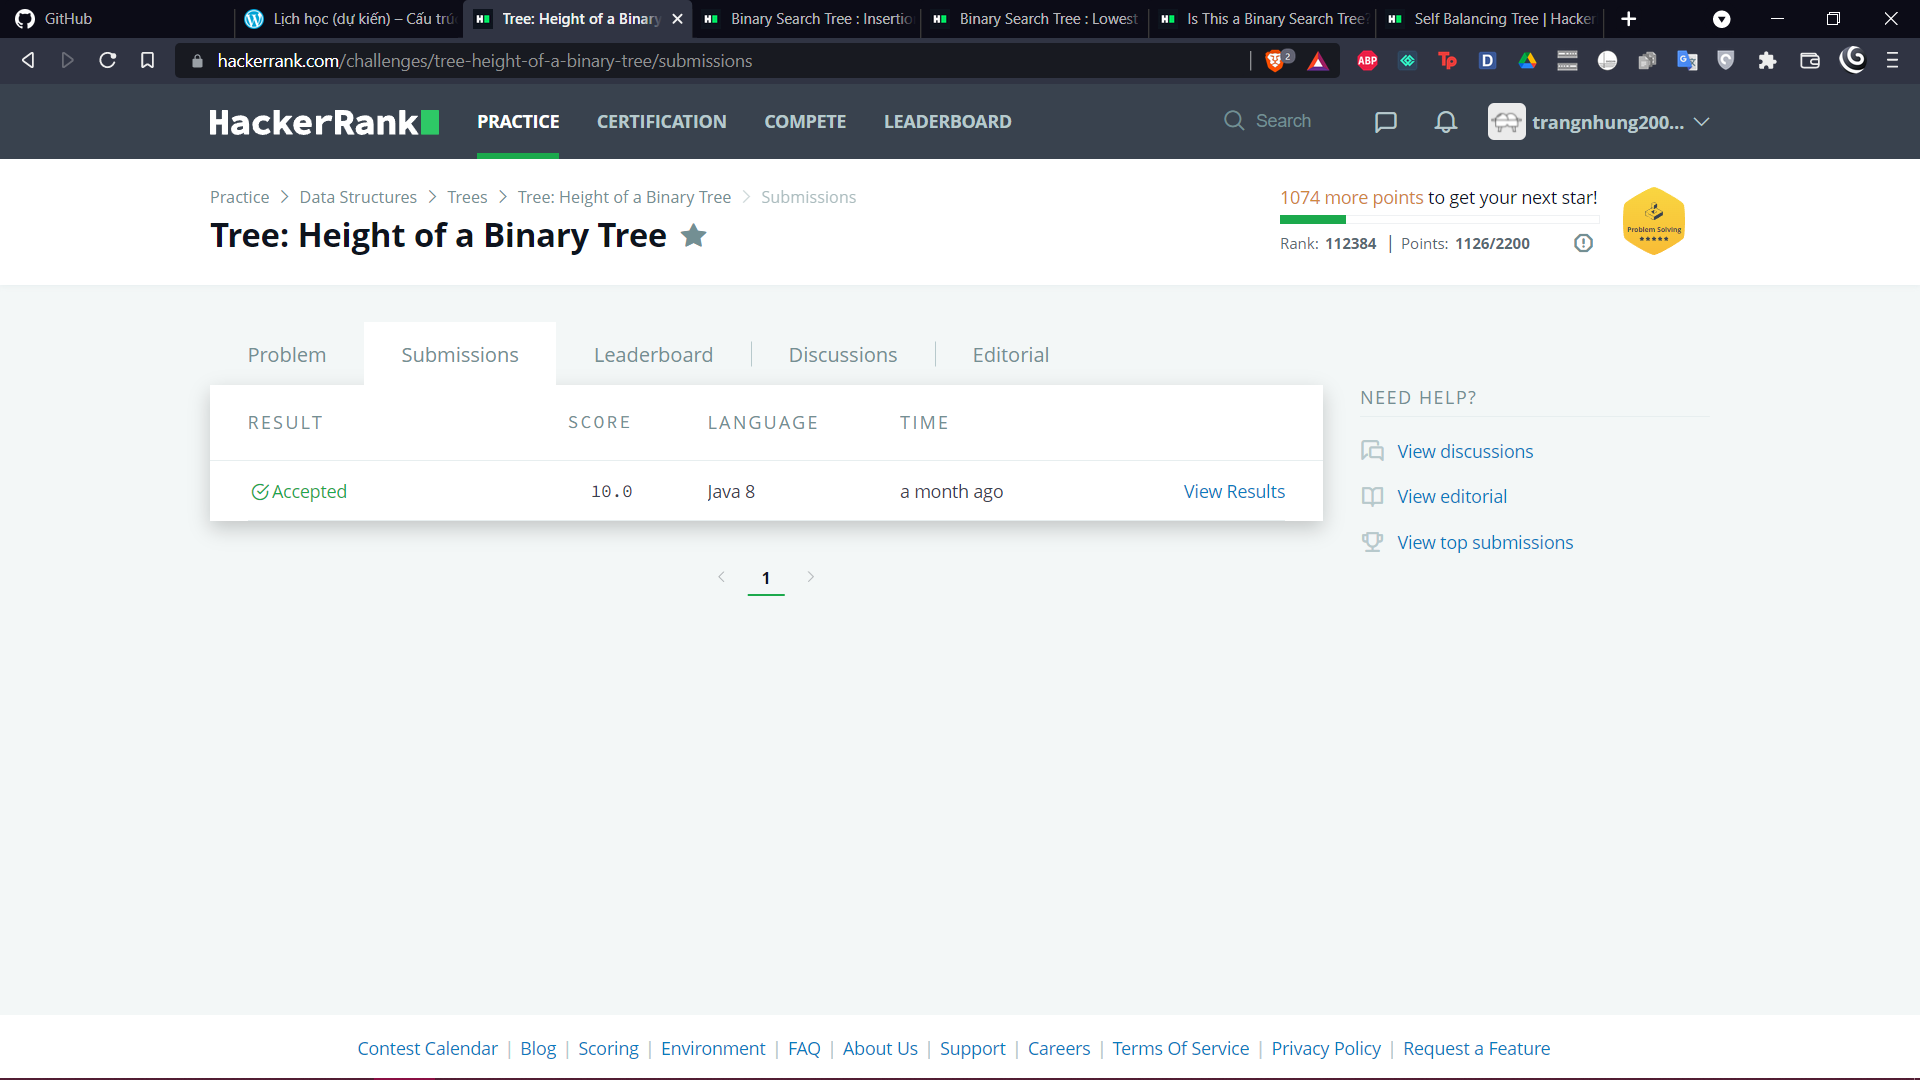 GitHub
Lịch học (dự kiến) – Cấu trú
Tree: Height of a Binary
Binary Search Tree : Insertio
Binary Search Tree : Lowest
Is This a Binary Search Tree?
Self Balancing Tree | Hacker
hackerrank.com/challenges/tree-height-of-a-binary-tree/submissions
2
ABP
Tp
D
HackerRank
PRACTICE
CERTIFICATION
COMPETE
LEADERBOARD
Search
trangnhung200...
Practice > Data Structures > Trees > Tree: Height of a Binary Tree > Submissions
Tree: Height of a Binary Tree
1074 more points to get your next star!
Rank: 112384 | Points: 1126/2200
Problem Solving
Problem
Submissions
Leaderboard
Discussions
Editorial
RESULT SCORE LANGUAGE TIME
Accepted 10.0 Java 8 a month ago View Results
1
NEED HELP?
View discussions
View editorial
View top submissions
Contest Calendar | Blog | Scoring | Environment | FAQ | About Us | Support | Careers | Terms Of Service | Privacy Policy | Request a Feature